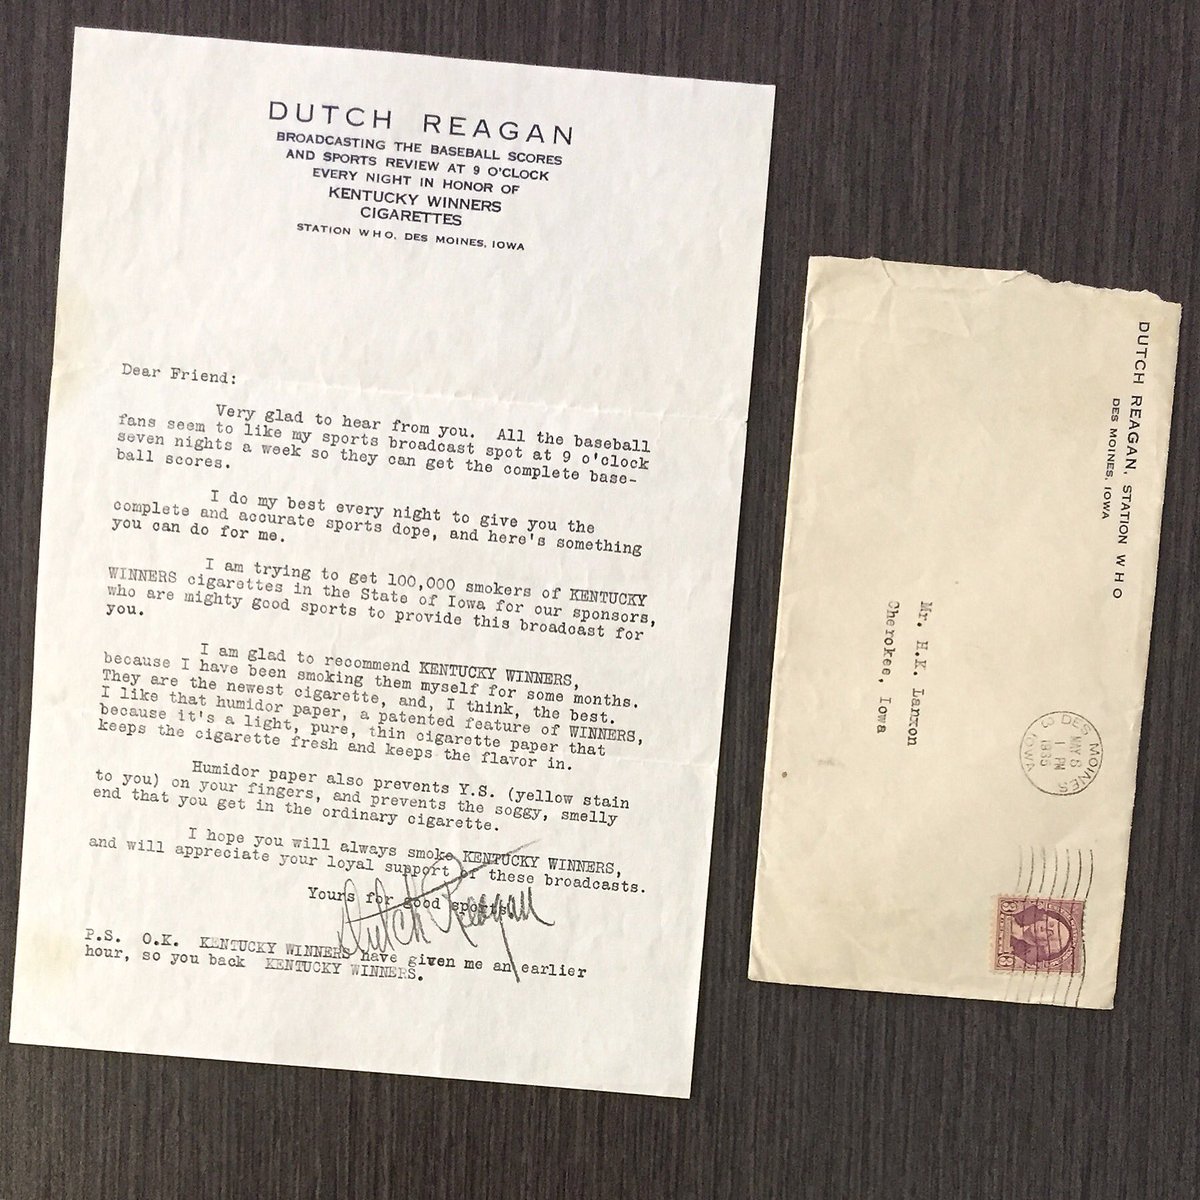 DUTCH REAGAN
BROADCASTING THE BASEBALL SCORES
AND SPORTS REVIEW AT 9 O'CLOCK
EVERY NIGHT IN HONOR OF
KENTUCKY WINNERS
CIGARETTES
STATION WHO, DES MOINES, IOWA
Dear Friend:
Very glad to hear from you. All the baseball
fans seem to like my sports broadcast spot at 9 o'clock
seven nights a week so they can get the complete base-
ball scores.
I do my best every night to give you the
complete and accurate sports dope, and here's something
you can do for me.
I am trying to get 100,000 smokers of KENTUCKY
WINNERS cigarettes in the State of Iowa for our sponsors,
who are mighty good sports to provide this broadcast for
you.
I am glad to recommend KENTUCKY WINNERS,
because I have been smoking them myself for some months.
They are the newest cigarette, and, I think, the best.
I like that humidor paper, a patented feature of WINNERS,
because it's a light, pure, thin cigarette paper that
keeps the cigarette fresh and keeps the flavor in.
Humidor paper also prevents Y.S. (yellow stain
to you) on your fingers, and prevents the soggy, smelly
end that you get in the ordinary cigarette.
I hope you will always smoke KENTUCKY WINNERS,
and will appreciate your loyal support of these broadcasts.
Yours for good sports,
Dutch Reagan
P.S. O.K. KENTUCKY WINNERS have given me an earlier
hour, so you back KENTUCKY WINNERS.
DUTCH REAGAN, STATION WHO
DES MOINES, IOWA
Mr. H.K. Lanxon
Cherokee, Iowa
DES MOINES
MAY 8
1 PM
1935
IOWA
3
3 3